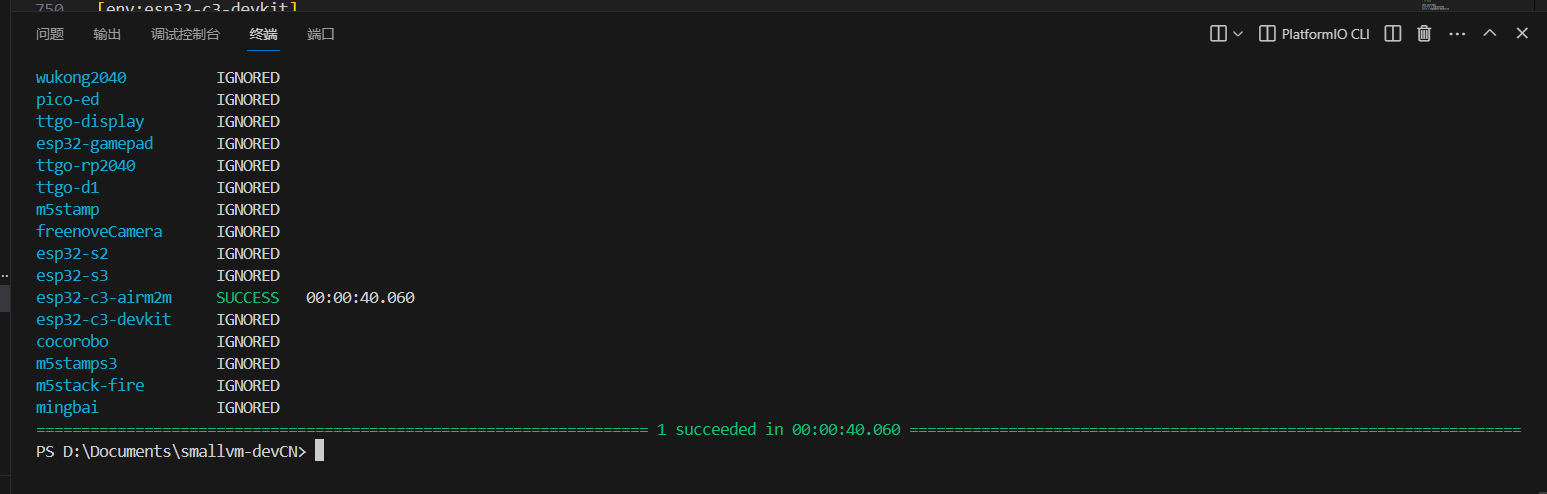 750 [env:esp32-c3-devkit]
问题 输出 调试控制台 终端 端口 PlatformIO CLI
wukong2040 IGNORED
pico-ed IGNORED
ttgo-display IGNORED
esp32-gamepad IGNORED
ttgo-rp2040 IGNORED
ttgo-d1 IGNORED
m5stamp IGNORED
freenoveCamera IGNORED
esp32-s2 IGNORED
esp32-s3 IGNORED
esp32-c3-airm2m SUCCESS 00:00:40.060
esp32-c3-devkit IGNORED
cocorobo IGNORED
m5stamps3 IGNORED
m5stack-fire IGNORED
mingbai IGNORED
==================================================================== 1 succeeded in 00:00:40.060 ====================================================================
PS D:\Documents\smallvm-devCN>